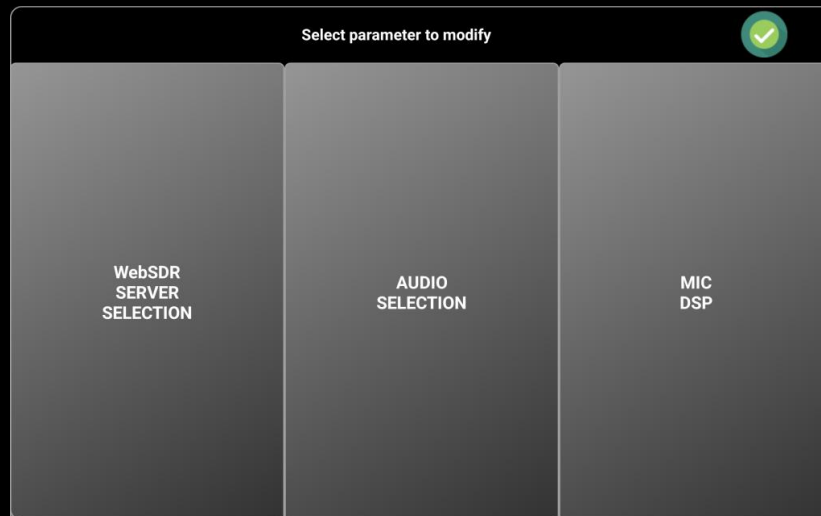 Select parameter to modify
WebSDR
SERVER
SELECTION
AUDIO
SELECTION
MIC
DSP